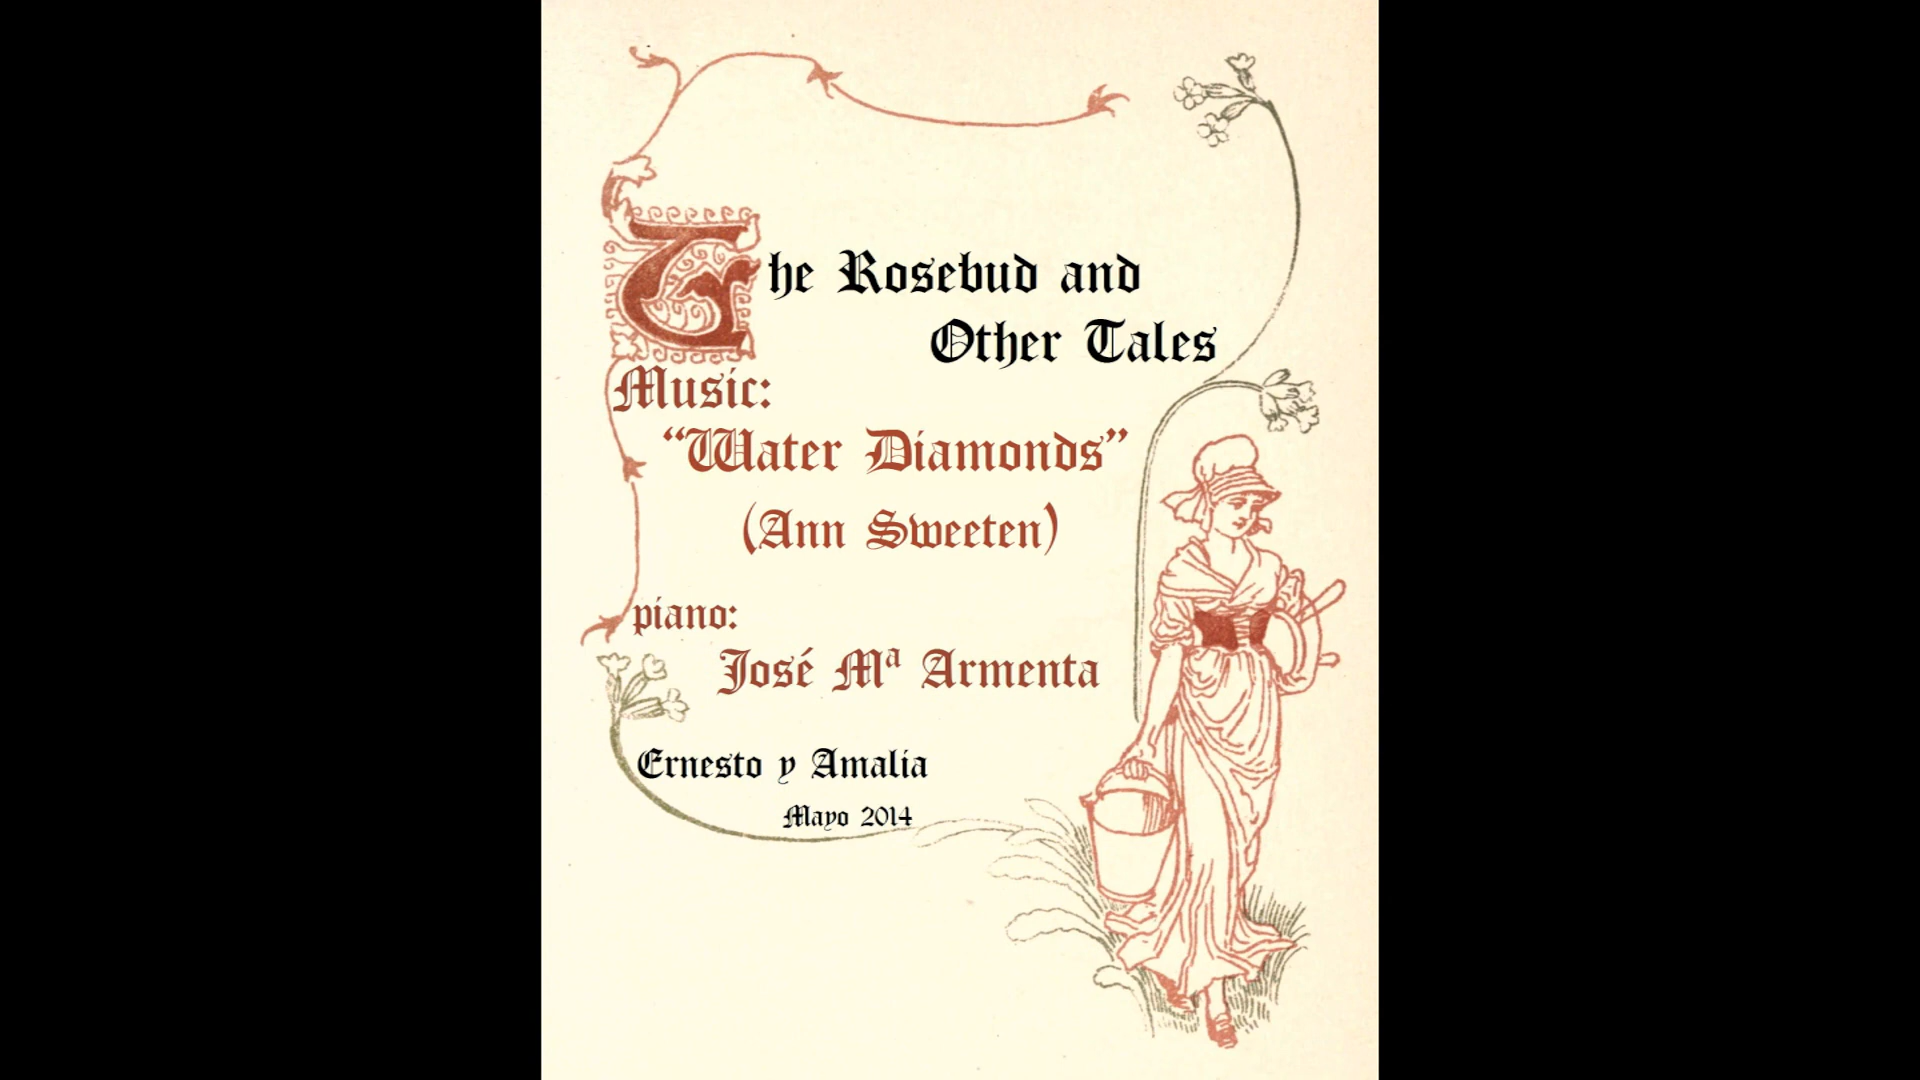 The Rosebud and
Other Tales
Music:
“Water Diamonds”
(Ann Sweeten)
piano:
José Mª Armenta
Ernesto y Amalia
Mayo 2014